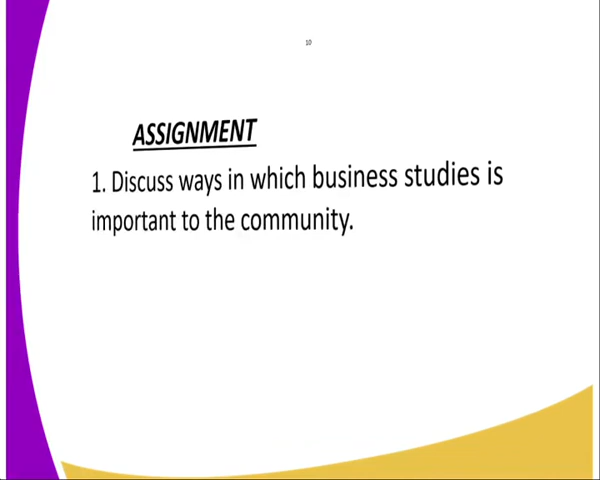 10
ASSIGNMENT
1. Discuss ways in which business studies is
important to the community.